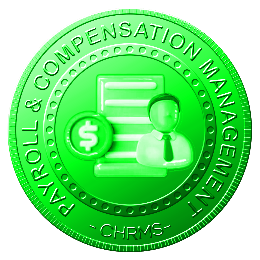 PAYROLL & COMPENSATION MANAGEMENT
$
- CHRMS -